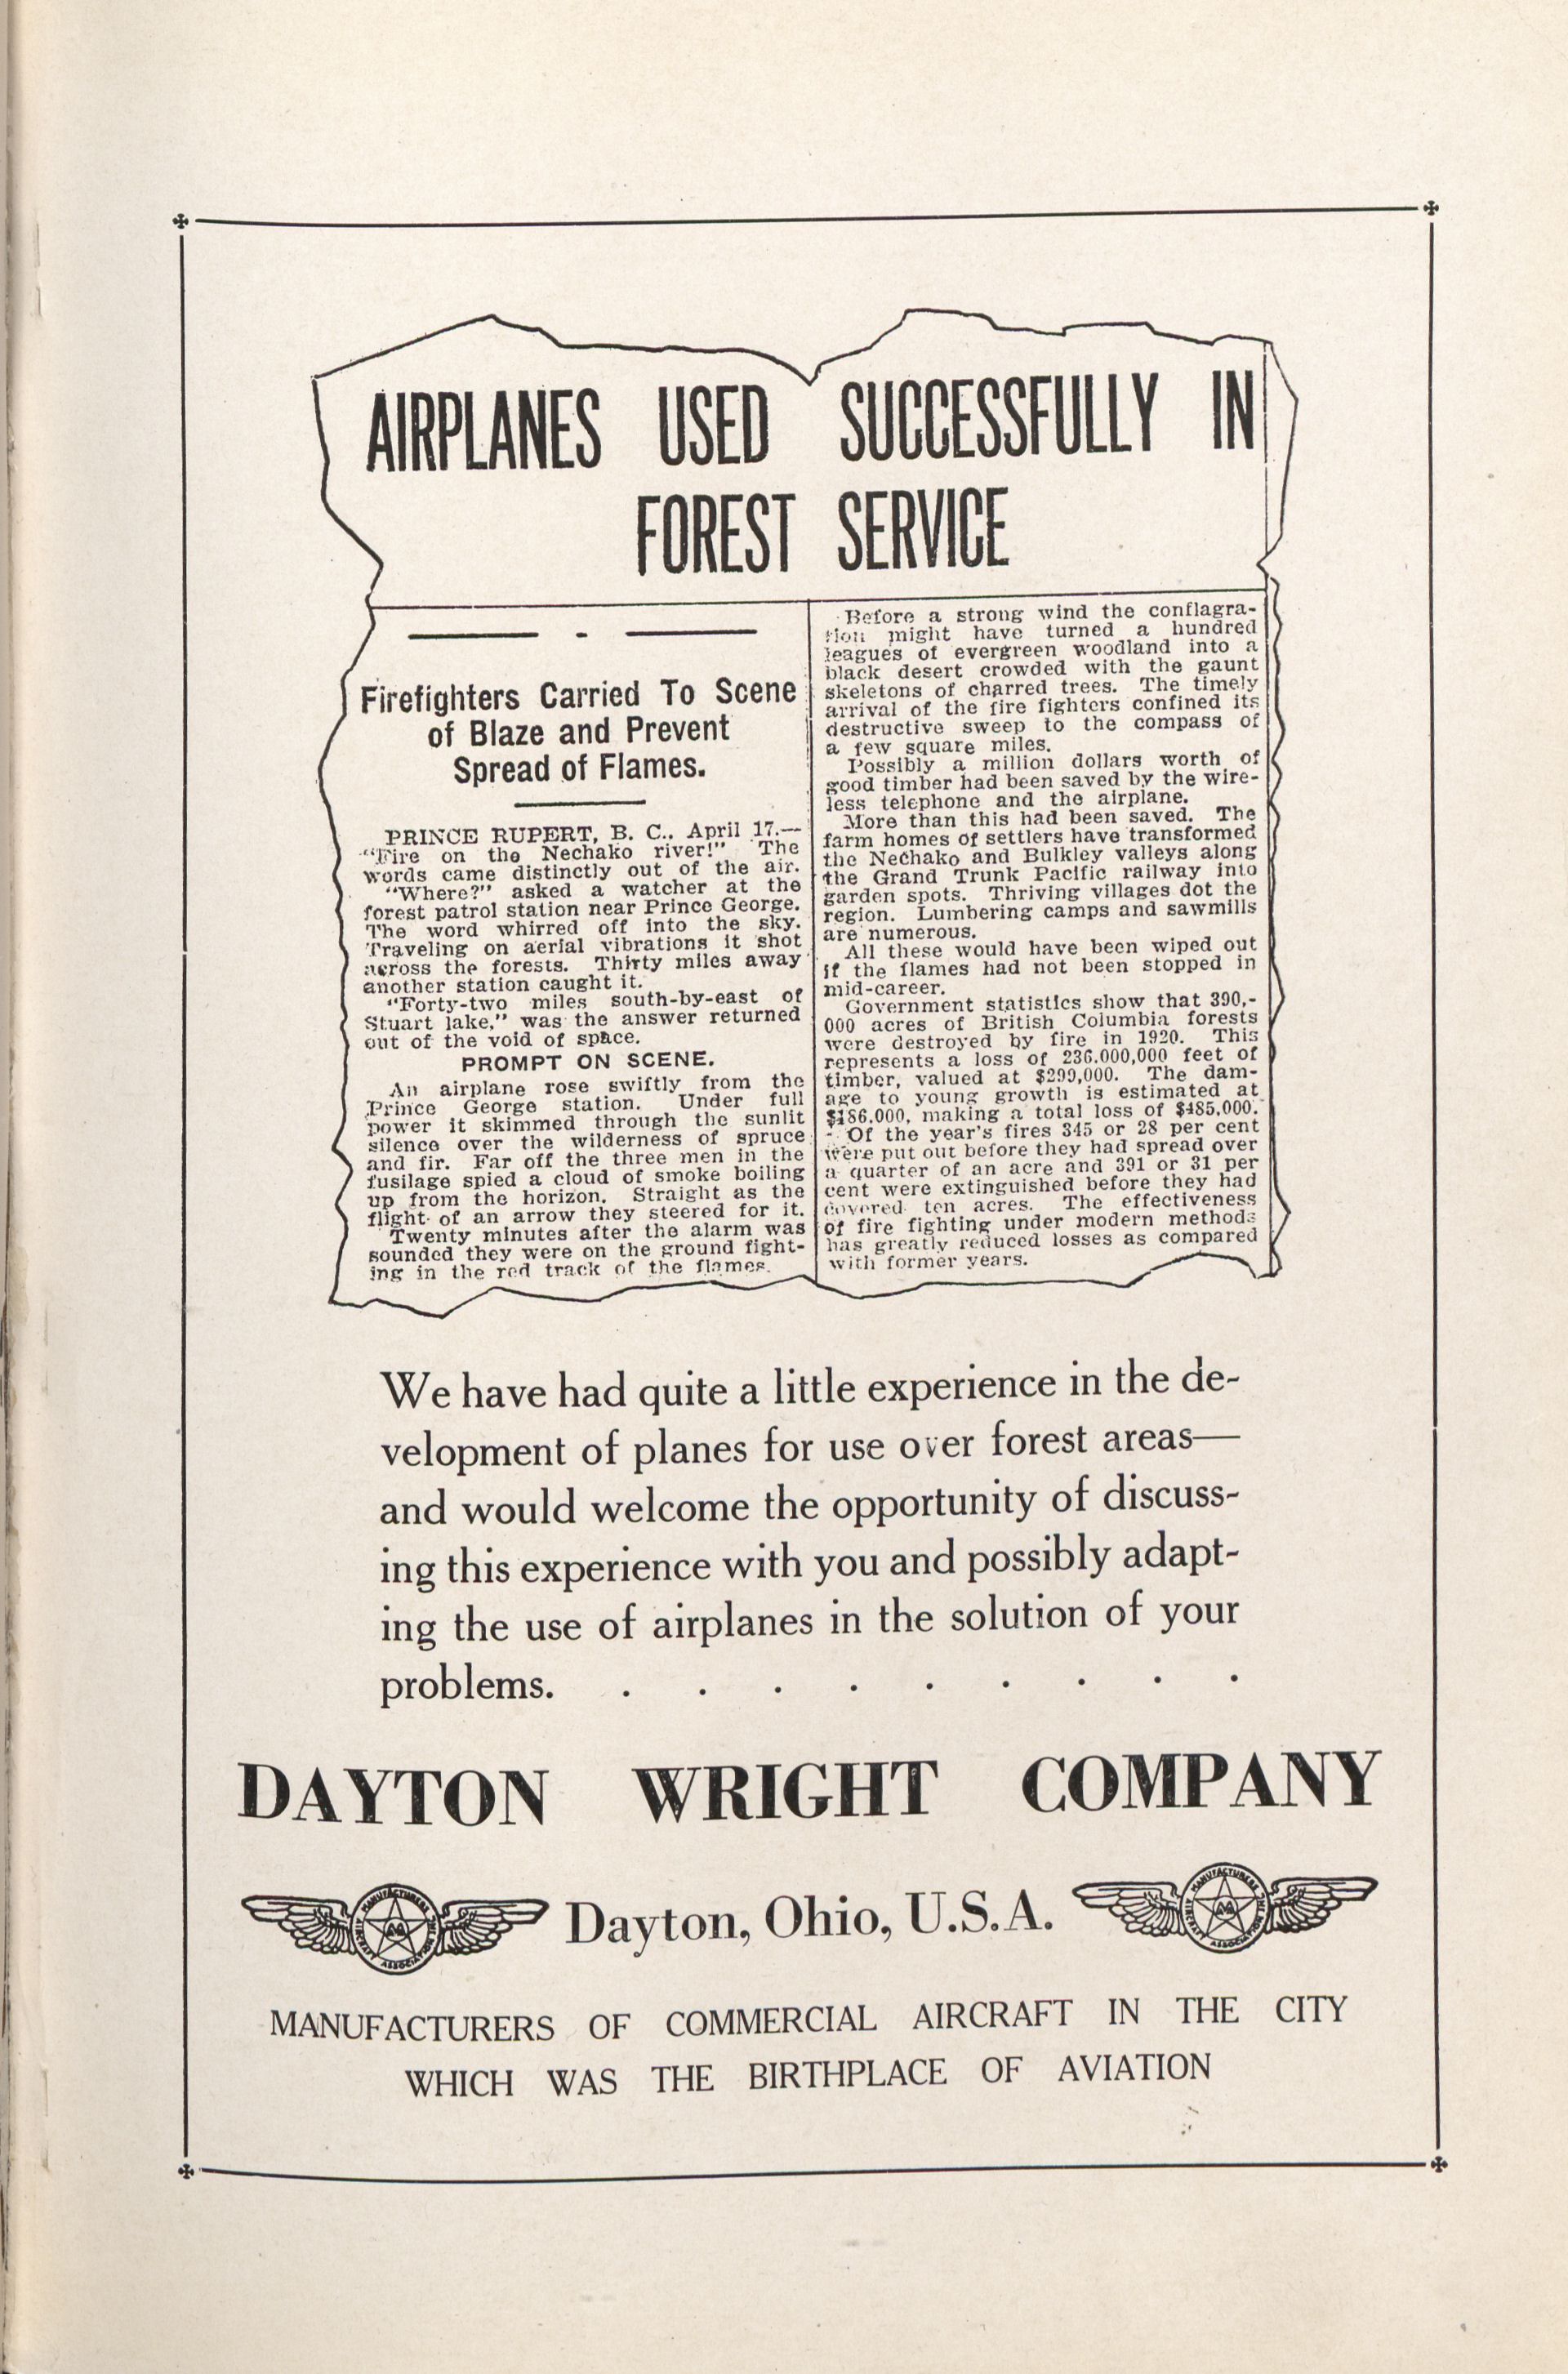 AIRPLANES USED SUCCESSFULLY IN
FOREST SERVICE
Firefighters Carried To Scene
of Blaze and Prevent
Spread of Flames.
PRINCE RUPERT, B. C., April 17.—
"Fire on the Nechako river!" The
words came distinctly out of the air.
"Where?" asked a watcher at the
forest patrol station near Prince George.
The word whirred off into the sky.
Traveling on aerial vibrations it shot
across the forests. Thirty miles away
another station caught it.
"Forty-two miles south-by-east of
Stuart lake," was the answer returned
out of the void of space.
PROMPT ON SCENE.
An airplane rose swiftly from the
Prince George station. Under full
power it skimmed through the sunlit
silence over the wilderness of spruce
and fir. Far off the three men in the
fusilage spied a cloud of smoke boiling
up from the horizon. Straight as the
flight of an arrow they steered for it.
Twenty minutes after the alarm was
sounded they were on the ground fight-
ing in the red track of the flames.
Before a strong wind the conflagra-
tion might have turned a hundred
leagues of evergreen woodland into a
black desert crowded with the gaunt
skeletons of charred trees. The timely
arrival of the fire fighters confined its
destructive sweep to the compass of
a few square miles.
Possibly a million dollars worth of
good timber had been saved by the wire-
less telephone and the airplane.
More than this had been saved. The
farm homes of settlers have transformed
the Nechako and Bulkley valleys along
the Grand Trunk Pacific railway into
garden spots. Thriving villages dot the
region. Lumbering camps and sawmills
are numerous.
All these would have been wiped out
if the flames had not been stopped in
mid-career.
Government statistics show that 390,-
000 acres of British Columbia forests
were destroyed by fire in 1920. This
represents a loss of 236.000,000 feet of
timber, valued at $299,000. The dam-
age to young growth is estimated at
$186.000, making a total loss of $485,000.
Of the year's fires 345 or 28 per cent
were put out before they had spread over
a quarter of an acre and 391 or 31 per
cent were extinguished before they had
covered ten acres. The effectiveness
of fire fighting under modern methods
has greatly reduced losses as compared
with former years.
We have had quite a little experience in the de-
velopment of planes for use over forest areas—
and would welcome the opportunity of discuss-
ing this experience with you and possibly adapt-
ing the use of airplanes in the solution of your
problems. . . . . . . . . .
DAYTON WRIGHT COMPANY
MANUFACTURERS AIRCRAFT ASSOCIATION
Dayton, Ohio, U.S.A.
MANUFACTURERS AIRCRAFT ASSOCIATION
MANUFACTURERS OF COMMERCIAL AIRCRAFT IN THE CITY
WHICH WAS THE BIRTHPLACE OF AVIATION